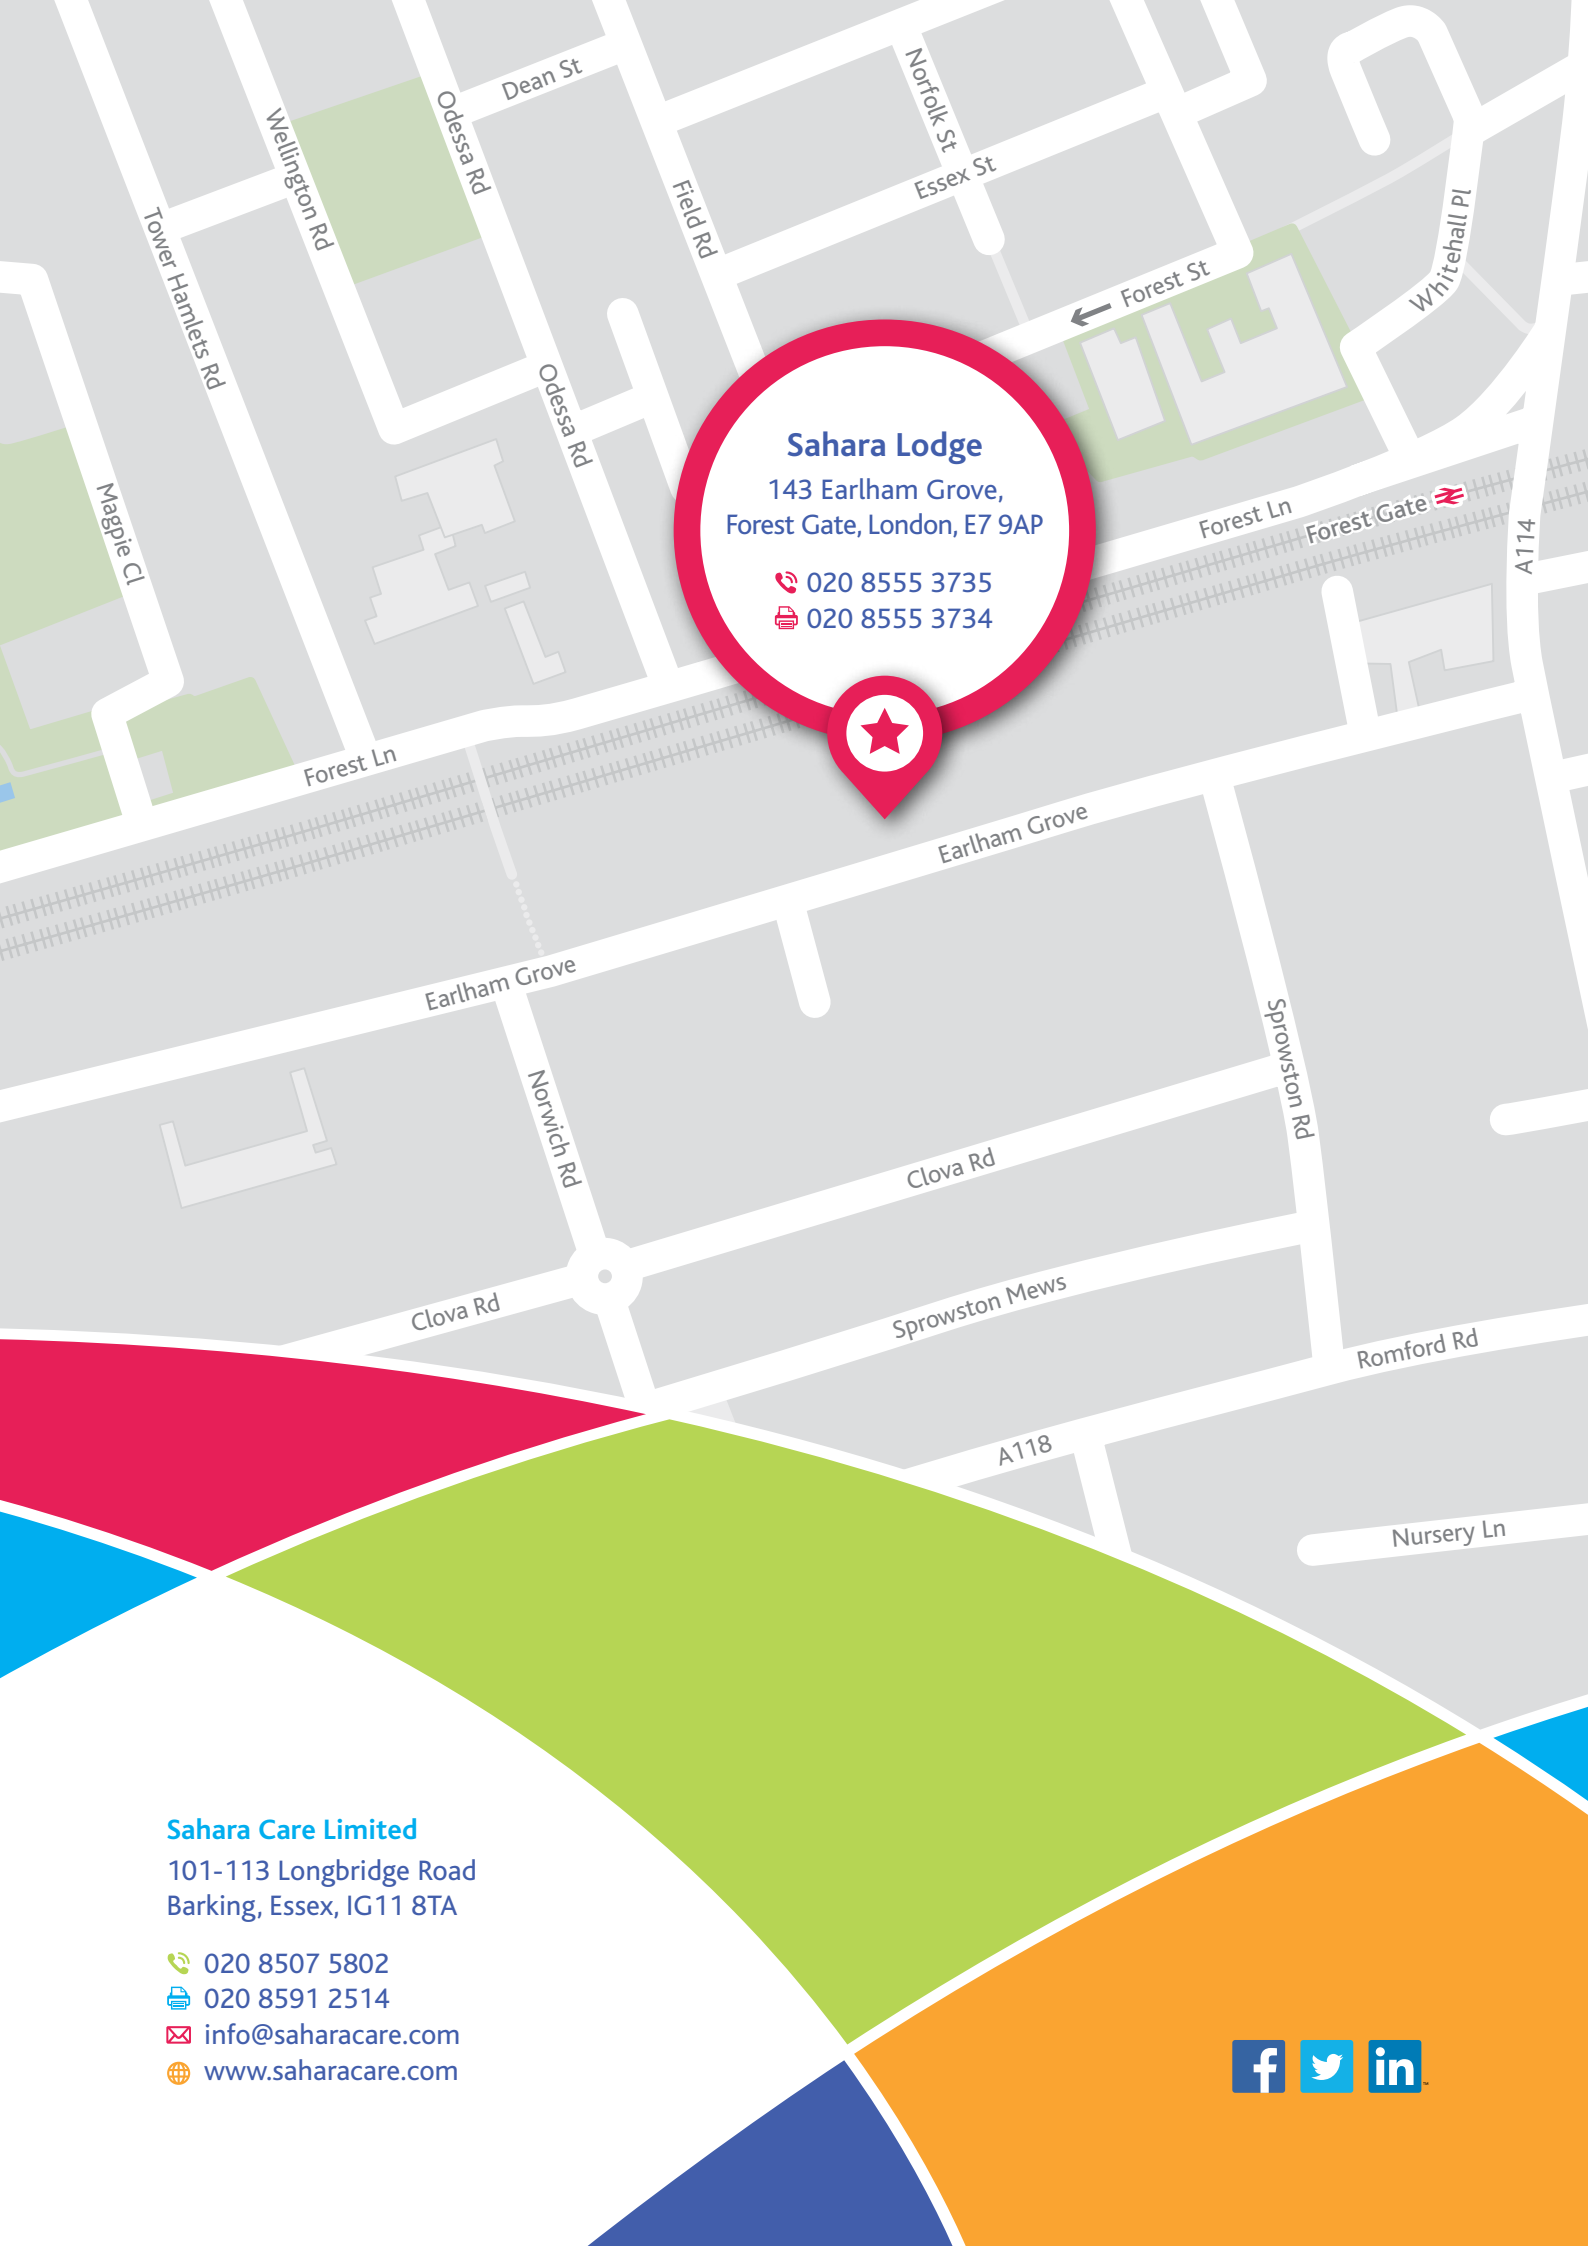 Dean St
Norfolk St
Odessa Rd
Wellington Rd
Essex St
Field Rd
Whitehall Pl
Tower Hamlets Rd
Forest St
Odessa Rd
Sahara Lodge
143 Earlham Grove,
Forest Gate, London, E7 9AP
020 8555 3735
020 8555 3734
Magpie Cl
Forest Ln
Forest Gate
A114
Forest Ln
Earlham Grove
Earlham Grove
Sprowston Rd
Norwich Rd
Clova Rd
Clova Rd
Sprowston Mews
Romford Rd
A118
Nursery Ln
Sahara Care Limited
101-113 Longbridge Road
Barking, Essex, IG11 8TA
020 8507 5802
020 8591 2514
info@saharacare.com
www.saharacare.com
f
in